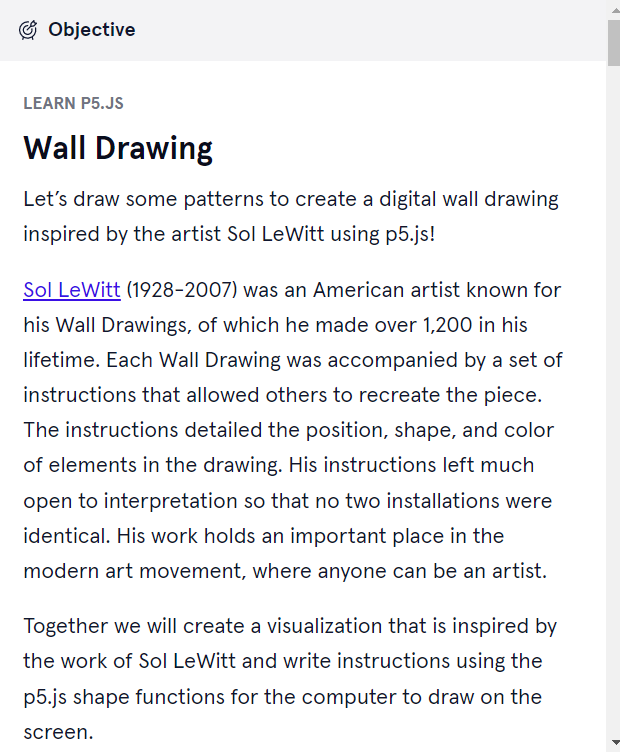 Objective
LEARN P5.JS
Wall Drawing
Let’s draw some patterns to create a digital wall drawing
inspired by the artist Sol LeWitt using p5.js!
Sol LeWitt (1928-2007) was an American artist known for
his Wall Drawings, of which he made over 1,200 in his
lifetime. Each Wall Drawing was accompanied by a set of
instructions that allowed others to recreate the piece.
The instructions detailed the position, shape, and color
of elements in the drawing. His instructions left much
open to interpretation so that no two installations were
identical. His work holds an important place in the
modern art movement, where anyone can be an artist.
Together we will create a visualization that is inspired by
the work of Sol LeWitt and write instructions using the
p5.js shape functions for the computer to draw on the
screen.